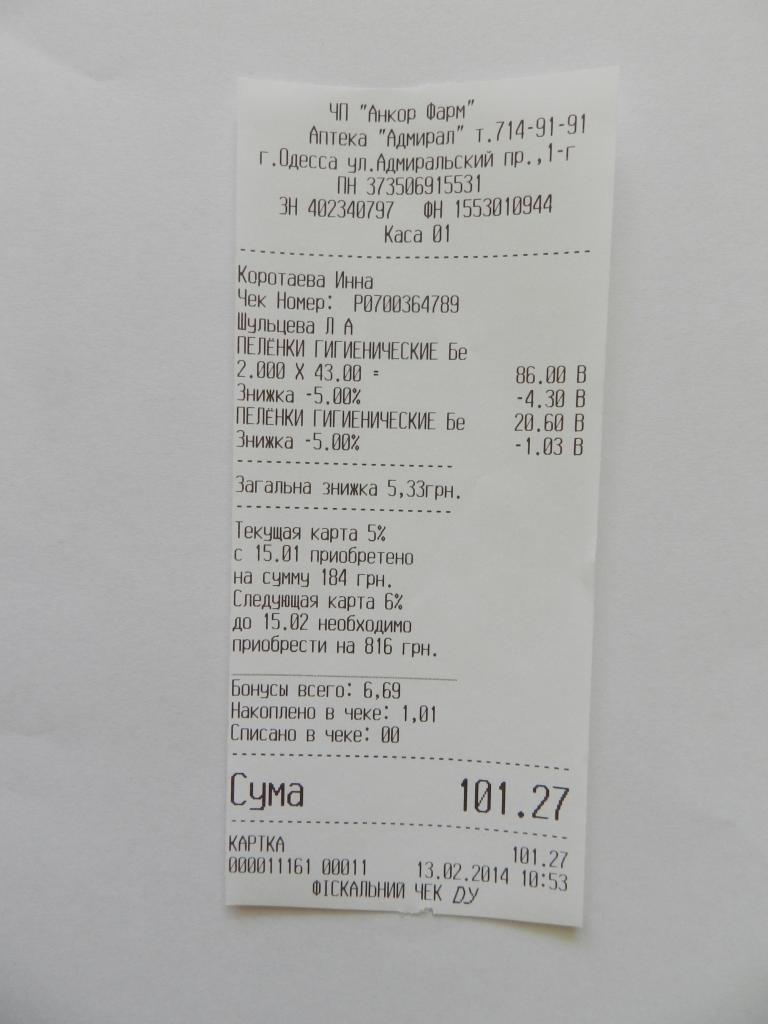 ЧП "Анкор Фарм"
Аптека "Адмирал" т.714-91-91
г.Одесса ул.Адмиральский пр.,1-г
ПН 373506915531
ЗН 402340797 ФН 1553010944
Каса 01
Коротаева Инна
Чек Номер: Р0700364789
Шульцева Л А
ПЕЛЁНКИ ГИГИЕНИЧЕСКИЕ Бе
2.000 X 43.00 = 86.00 В
Знижка -5.00% -4.30 В
ПЕЛЁНКИ ГИГИЕНИЧЕСКИЕ Бе 20.60 В
Знижка -5.00% -1.03 В
Загальна знижка 5,33грн.
Текущая карта 5%
с 15.01 приобретено
на сумму 184 грн.
Следующая карта 6%
до 15.02 необходимо
приобрести на 816 грн.
Бонусы всего: 6,69
Накоплено в чеке: 1,01
Списано в чеке: 00
Сума 101.27
КАРТКА 101.27
000011161 00011 13.02.2014 10:53
ФІСКАЛЬНИЙ ЧЕК